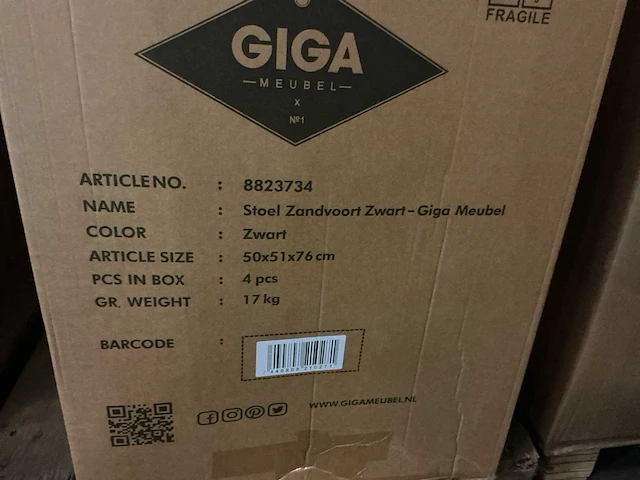 FRAGILE
GIGA
—MEUBEL—
X
Nº1
ARTICLE NO. : 8823734
NAME : Stoel Zandvoort Zwart – Giga Meubel
COLOR : Zwart
ARTICLE SIZE : 50x51x76 cm
PCS IN BOX : 4 pcs
GR. WEIGHT : 17 kg
BARCODE :
WWW.GIGAMEUBEL.NL